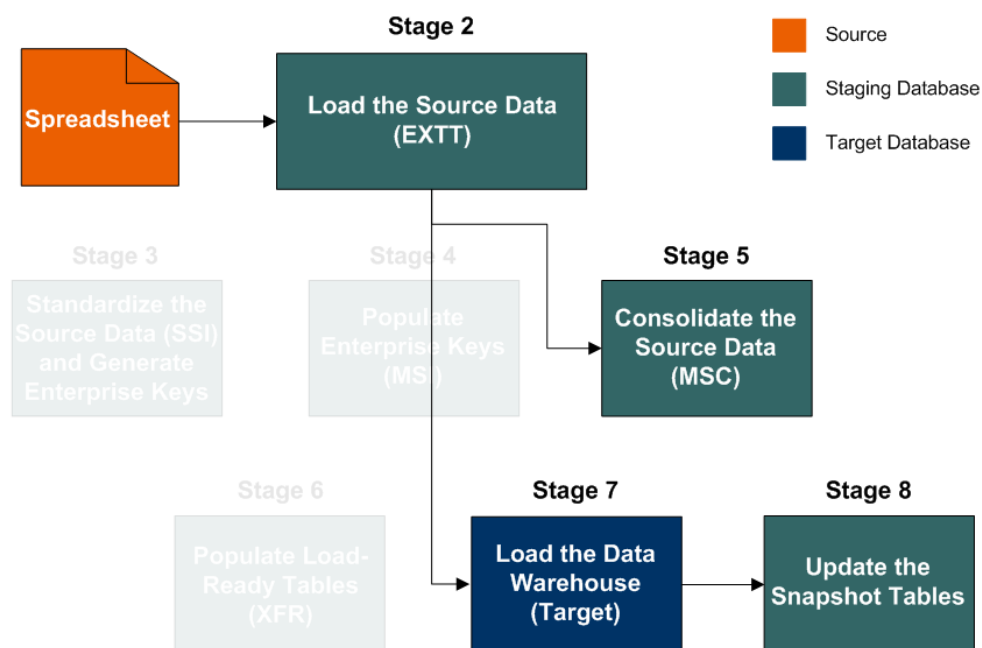 Stage 2
Source
Staging Database
Target Database
Spreadsheet
Load the Source Data
(EXTT)
Stage 3
Standardize the
Source Data (SSI)
and Generate
Enterprise Keys
Stage 4
Populate
Enterprise Keys
(MSI)
Stage 5
Consolidate the
Source Data
(MSC)
Stage 6
Populate Load-
Ready Tables
(XFR)
Stage 7
Load the Data
Warehouse
(Target)
Stage 8
Update the
Snapshot Tables